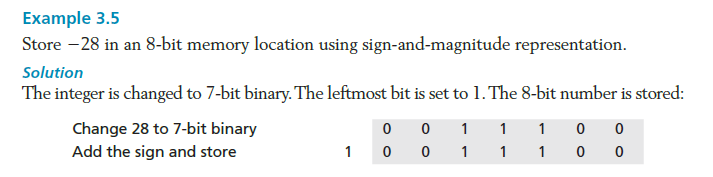 Example 3.5
Store −28 in an 8-bit memory location using sign-and-magnitude representation.
Solution
The integer is changed to 7-bit binary. The leftmost bit is set to 1. The 8-bit number is stored:
Change 28 to 7-bit binary 0 0 1 1 1 0 0
Add the sign and store 1 0 0 1 1 1 0 0